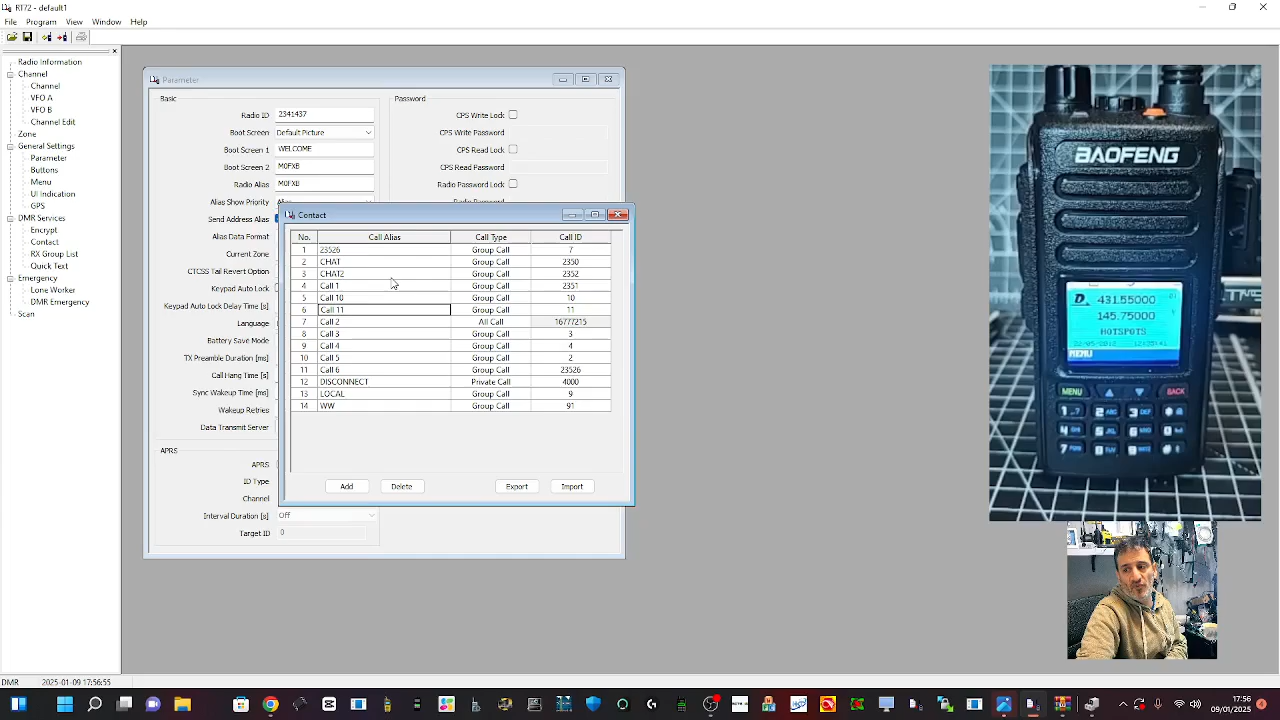 RT72 - default1
File Program View Window Help
Radio Information
Channel
Channel
VFO A
VFO B
Channel Edit
Zone
General Settings
Parameter
Buttons
Menu
UI Indication
GPS
DMR Services
Encrypt
Contact
RX Group List
Quick Text
Emergency
Lone Worker
DMR Emergency
Scan
Parameter
Basic
Radio ID 2341437
Boot Screen Default Picture
Boot Screen 1 WELCOME
Boot Screen 2 M0FXB
Radio Alias M0FXB
Alias Show Priority
Send Address Alias
Alias Data Format
Current Zone
CTCSS Tail Revert Option
Keypad Auto Lock
Keypad Auto Lock Delay Time [s]
Language
Battery Save Mode
TX Preamble Duration [ms]
Call Hang Time [s]
Sync Wakeup Time [ms]
Wakeup Retries
Data Transmit Server
APRS
APRS
ID Type
Channel
Interval Duration [s] Off
Target ID 0
Password
CPS Write Lock
CPS Write Password
CPS Read Lock
CPS Read Password
Radio Password Lock
Contact
No. Call Alias Call Type Call ID
1 23526 Group Call 7
2 CHAT Group Call 2350
3 CHAT2 Group Call 2352
4 Call 1 Group Call 2351
5 Call 10 Group Call 10
6 Call 11 Group Call 11
7 Call 2 All Call 16777215
8 Call 3 Group Call 3
9 Call 4 Group Call 4
10 Call 5 Group Call 2
11 Call 6 Group Call 23526
12 DISCONNECT Private Call 4000
13 LOCAL Group Call 9
14 WW Group Call 91
Add Delete Export Import
BAOFENG
D 431.55000
145.75000
HOTSPOTS
MENU
MENU BACK
DMR 2025-01-09 17:56:55
17:56
09/01/2025